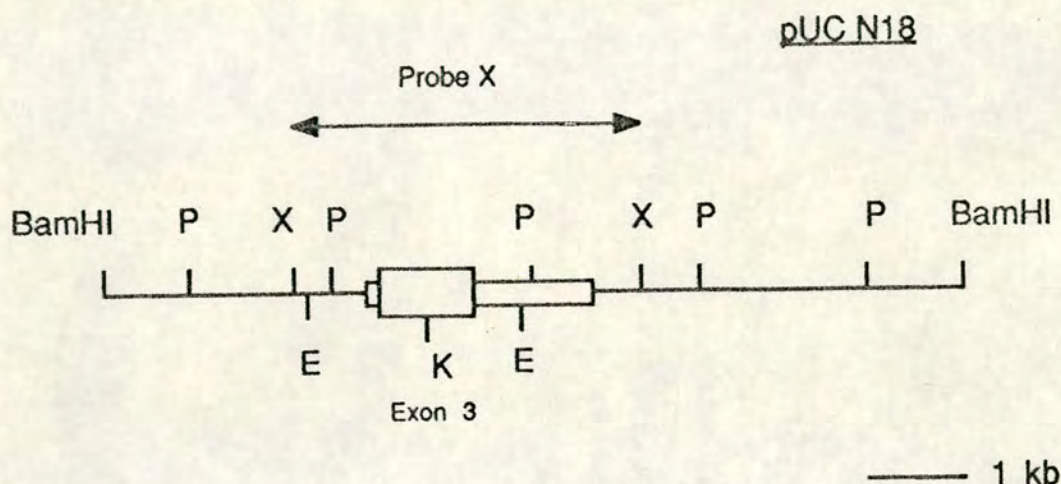 pUC N18
Probe X
BamHI P X P P X P P BamHI
E K E
Exon 3
1 kb